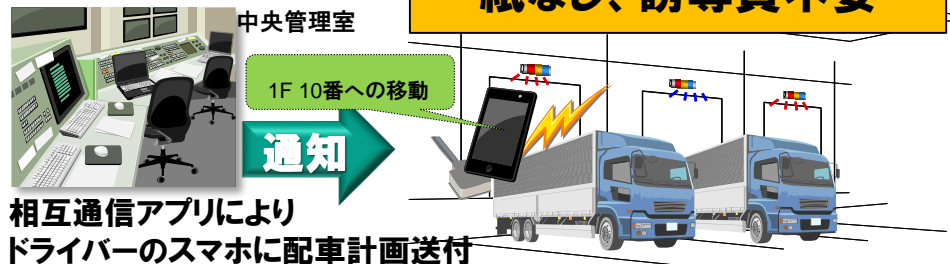 紙なし、誘導員不要
中央管理室
1F 10番への移動
通知
相互通信アプリにより
ドライバーのスマホに配車計画送付